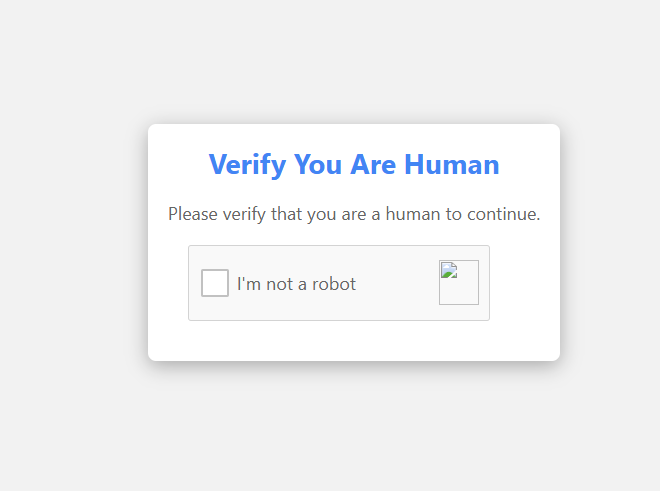 Verify You Are Human
Please verify that you are a human to continue.
I'm not a robot